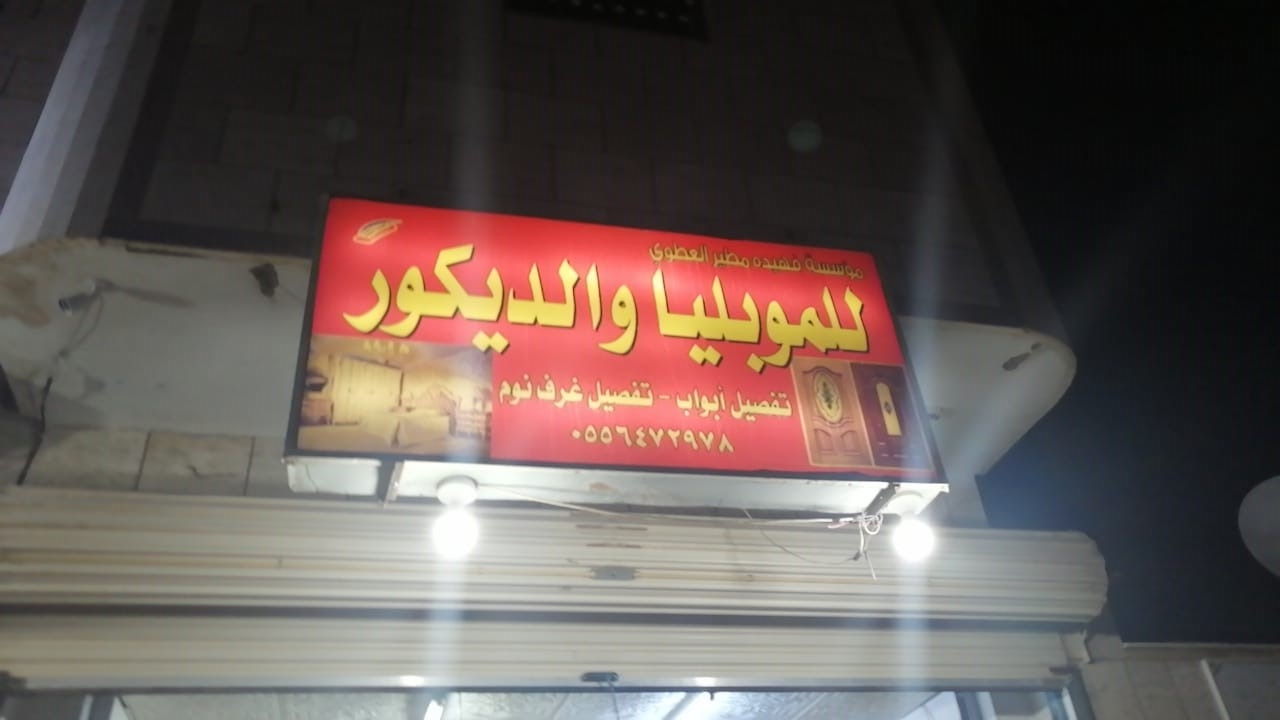 مؤسسة فهيده مطير العطوي
للموبليا والديكور
تفصيل أبواب - تفصيل غرف نوم
٠٥٥٦٤٧٢٩٧٨